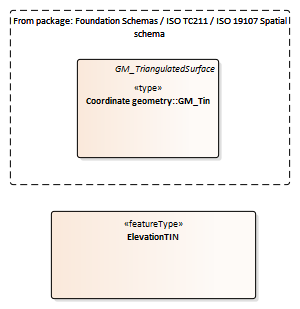 From package: Foundation Schemas / ISO TC211 / ISO 19107 Spatial
schema
GM_TriangulatedSurface
«type»
Coordinate geometry::GM_Tin
«featureType»
ElevationTIN